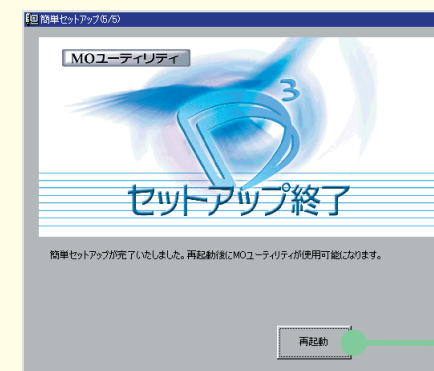 簡単セットアップ(5/5)
MOユーティリティ
D3
セットアップ終了
簡単セットアップが完了いたしました。再起動後にMOユーティリティが使用可能になります。
再起動